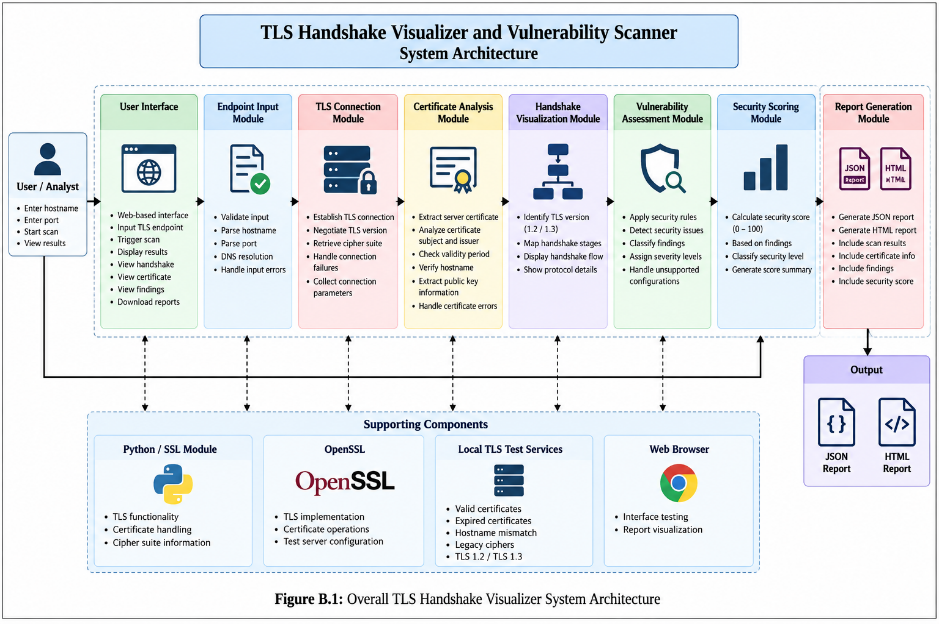 TLS Handshake Visualizer and Vulnerability Scanner
System Architecture
User / Analyst
• Enter hostname
• Enter port
• Start scan
• View results
User Interface
• Web-based interface
• Input TLS endpoint
• Trigger scan
• Display results
• View handshake
• View certificate
• View findings
• Download reports
Endpoint Input
Module
• Validate input
• Parse hostname
• Parse port
• DNS resolution
• Handle input errors
TLS Connection
Module
• Establish TLS connection
• Negotiate TLS version
• Retrieve cipher suite
• Handle connection
failures
• Collect connection
parameters
Certificate Analysis
Module
• Extract server certificate
• Analyze certificate
subject and issuer
• Check validity period
• Verify hostname
• Extract public key
information
• Handle certificate errors
Handshake
Visualization Module
• Identify TLS version
(1.2 / 1.3)
• Map handshake stages
• Display handshake flow
• Show protocol details
Vulnerability
Assessment Module
• Apply security rules
• Detect security issues
• Classify findings
• Assign severity levels
• Handle unsupported
configurations
Security Scoring
Module
• Calculate security score
(0 – 100)
• Based on findings
• Classify security level
• Generate score summary
Report Generation
Module
JSON
Report
HTML
HTML
• Generate JSON report
• Generate HTML report
• Include scan results
• Include certificate info
• Include findings
• Include security score
Output
{ }
JSON
Report
</>
HTML
Report
Supporting Components
Python / SSL Module
• TLS functionality
• Certificate handling
• Cipher suite information
OpenSSL
OpenSSL
• TLS implementation
• Certificate operations
• Test server configuration
Local TLS Test Services
• Valid certificates
• Expired certificates
• Hostname mismatch
• Legacy ciphers
• TLS 1.2 / TLS 1.3
Web Browser
• Interface testing
• Report visualization
Figure B.1: Overall TLS Handshake Visualizer System Architecture